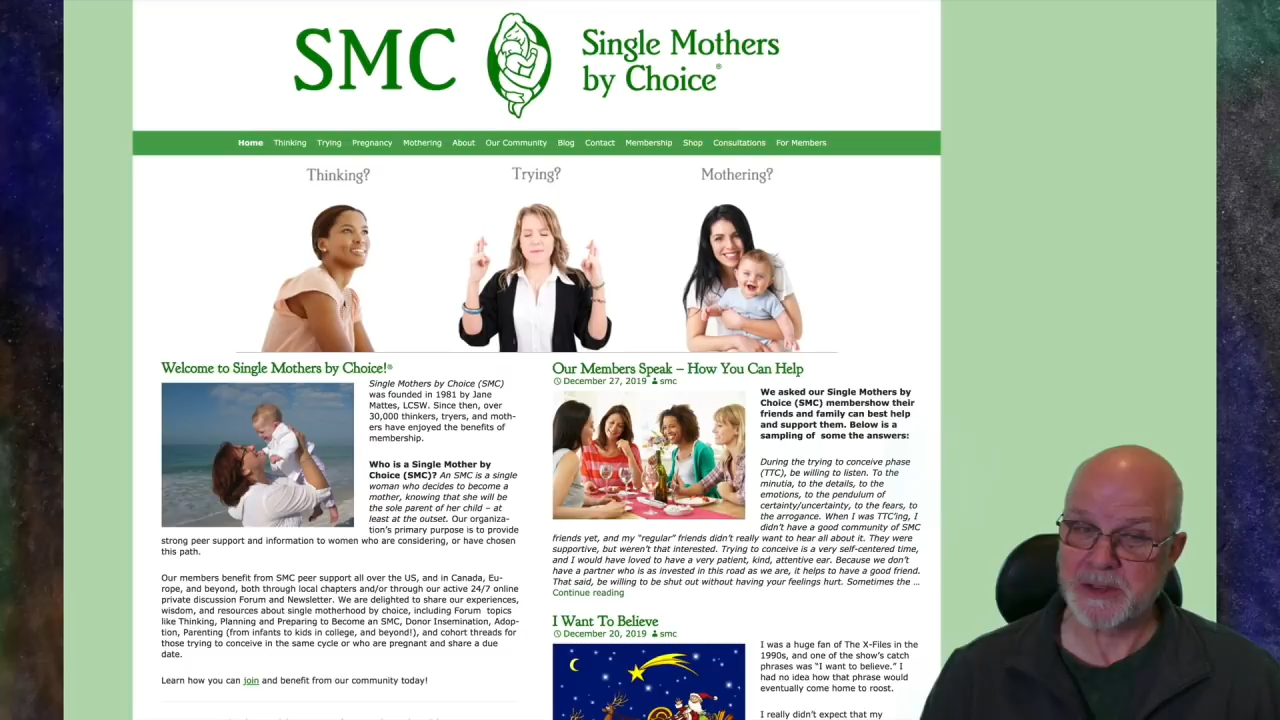 SMC
Single Mothers
by Choice®
Home Thinking Trying Pregnancy Mothering About Our Community Blog Contact Membership Shop Consultations For Members
Thinking?
Trying?
Mothering?
Welcome to Single Mothers by Choice!®
Single Mothers by Choice (SMC)
was founded in 1981 by Jane
Mattes, LCSW. Since then, over
30,000 thinkers, tryers, and moth-
ers have enjoyed the benefits of
membership.
Who is a Single Mother by
Choice (SMC)? An SMC is a single
woman who decides to become a
mother, knowing that she will be
the sole parent of her child – at
least at the outset. Our organiza-
tion’s primary purpose is to provide
strong peer support and information to women who are considering, or have chosen
this path.
Our members benefit from SMC peer support all over the US, and in Canada, Eu-
rope, and beyond, both through local chapters and/or through our active 24/7 online
private discussion Forum and Newsletter. We are delighted to share our experiences,
wisdom, and resources about single motherhood by choice, including Forum topics
like Thinking, Planning and Preparing to Become an SMC, Donor Insemination, Adop-
tion, Parenting (from infants to kids in college, and beyond!), and cohort threads for
those trying to conceive in the same cycle or who are pregnant and share a due
date.
Learn how you can join and benefit from our community today!
Our Members Speak – How You Can Help
December 27, 2019 smc
We asked our Single Mothers by
Choice (SMC) membershow their
friends and family can best help
and support them. Below is a
sampling of some the answers:
During the trying to conceive phase
(TTC), be willing to listen. To the
minutia, to the details, to the
emotions, to the pendulum of
certainty/uncertainty, to the fears, to
the arrogance. When I was TTC’ing, I
didn’t have a good community of SMC
friends yet, and my “regular” friends didn’t really want to hear all about it. They were
supportive, but weren’t that interested. Trying to conceive is a very self-centered time,
and I would have loved to have a very patient, kind, attentive ear. Because we don’t
have a partner who is as invested in this road as we are, it helps to have a good friend.
That said, be willing to be shut out without having your feelings hurt. Sometimes the …
Continue reading
I Want To Believe
December 20, 2019 smc
I was a huge fan of The X-Files in the
1990s, and one of the show’s catch
phrases was “I want to believe.” I
had no idea how that phrase would
eventually come home to roost.
I really didn’t expect that my